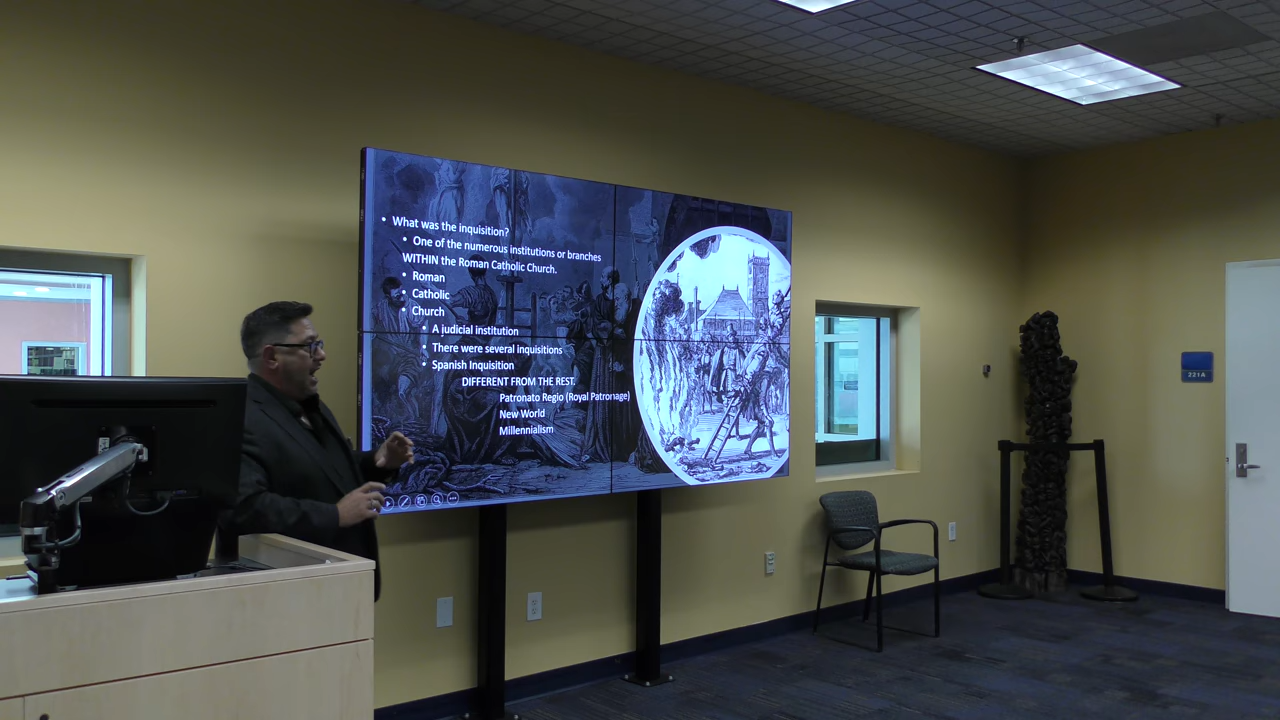 • What was the inquisition?
• One of the numerous institutions or branches
WITHIN the Roman Catholic Church.
• Roman
• Catholic
• Church
• A judicial institution
• There were several inquisitions
• Spanish Inquisition
DIFFERENT FROM THE REST.
Patronato Regio (Royal Patronage)
New World
Millennialism
221A